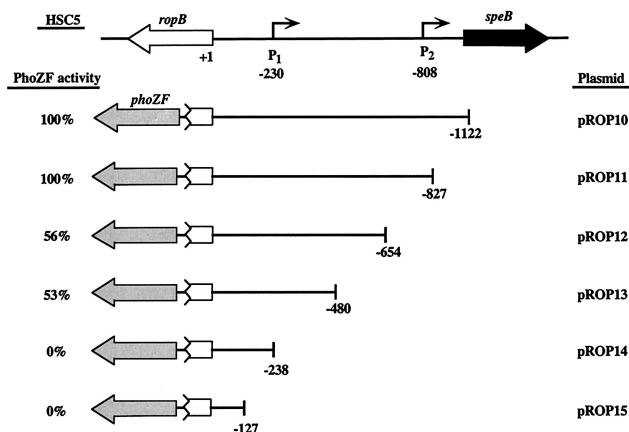 HSC5 ropB speB
+1 P1 P2
-230 -808
PhoZF activity Plasmid
phoZF
100% pROP10
-1122
100% pROP11
-827
56% pROP12
-654
53% pROP13
-480
0% pROP14
-238
0% pROP15
-127